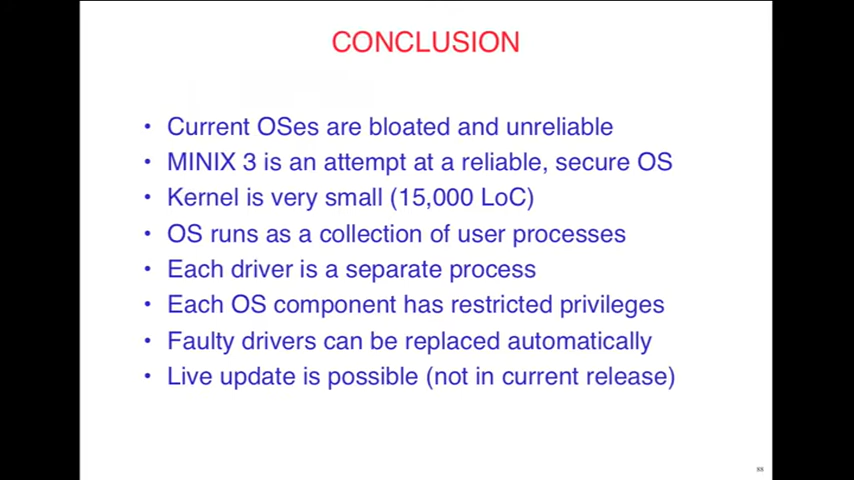 CONCLUSION
• Current OSes are bloated and unreliable
• MINIX 3 is an attempt at a reliable, secure OS
• Kernel is very small (15,000 LoC)
• OS runs as a collection of user processes
• Each driver is a separate process
• Each OS component has restricted privileges
• Faulty drivers can be replaced automatically
• Live update is possible (not in current release)